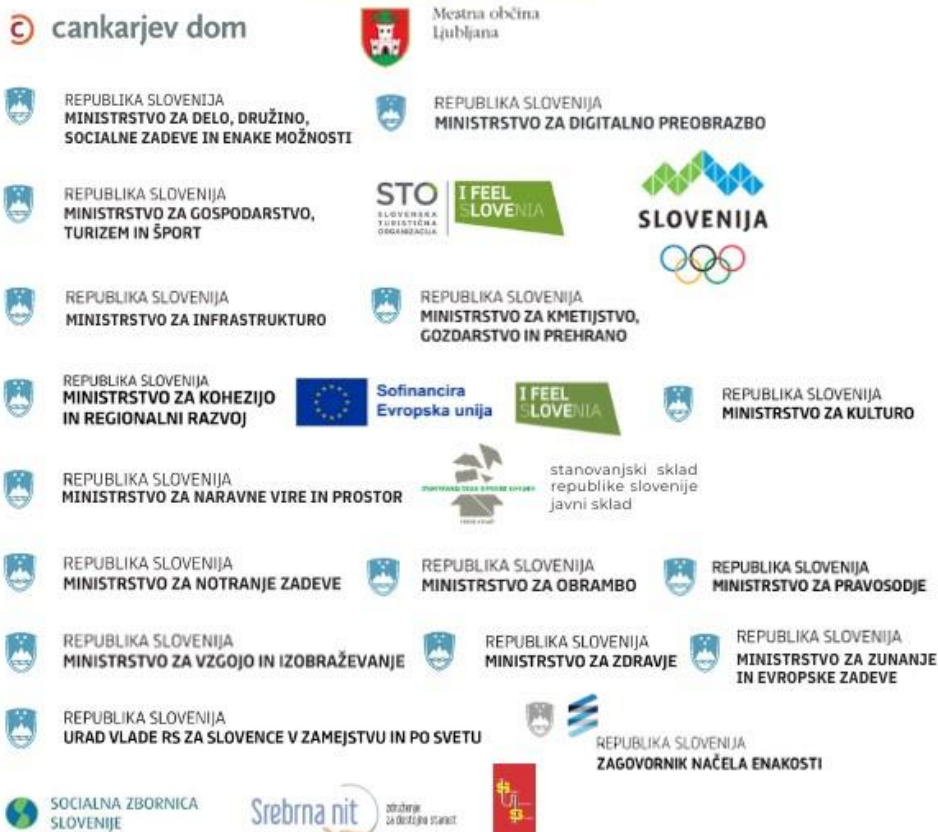 cankarjev dom
Mestna občina
Ljubljana
REPUBLIKA SLOVENIJA
MINISTRSTVO ZA DELO, DRUŽINO,
SOCIALNE ZADEVE IN ENAKE MOŽNOSTI
REPUBLIKA SLOVENIJA
MINISTRSTVO ZA DIGITALNO PREOBRAZBO
REPUBLIKA SLOVENIJA
MINISTRSTVO ZA GOSPODARSTVO,
TURIZEM IN ŠPORT
STO
SLOVENSKA
TURISTIČNA
ORGANIZACIJA
I FEEL
SLOVENIA
SLOVENIJA
REPUBLIKA SLOVENIJA
MINISTRSTVO ZA INFRASTRUKTURO
REPUBLIKA SLOVENIJA
MINISTRSTVO ZA KMETIJSTVO,
GOZDARSTVO IN PREHRANO
REPUBLIKA SLOVENIJA
MINISTRSTVO ZA KOHEZIJO
IN REGIONALNI RAZVOJ
Sofinancira
Evropska unija
I FEEL
SLOVENIA
REPUBLIKA SLOVENIJA
MINISTRSTVO ZA KULTURO
REPUBLIKA SLOVENIJA
MINISTRSTVO ZA NARAVNE VIRE IN PROSTOR
stanovanjski sklad
republike slovenije
javni sklad
REPUBLIKA SLOVENIJA
MINISTRSTVO ZA NOTRANJE ZADEVE
REPUBLIKA SLOVENIJA
MINISTRSTVO ZA OBRAMBO
REPUBLIKA SLOVENIJA
MINISTRSTVO ZA PRAVOSODJE
REPUBLIKA SLOVENIJA
MINISTRSTVO ZA VZGOJO IN IZOBRAŽEVANJE
REPUBLIKA SLOVENIJA
MINISTRSTVO ZA ZDRAVJE
REPUBLIKA SLOVENIJA
MINISTRSTVO ZA ZUNANJE
IN EVROPSKE ZADEVE
REPUBLIKA SLOVENIJA
URAD VLADE RS ZA SLOVENCE V ZAMEJSTVU IN PO SVETU
REPUBLIKA SLOVENIJA
ZAGOVORNIK NAČELA ENAKOSTI
SOCIALNA ZBORNICA
SLOVENIJE
Srebrna nit
združenje
za dostojno starost